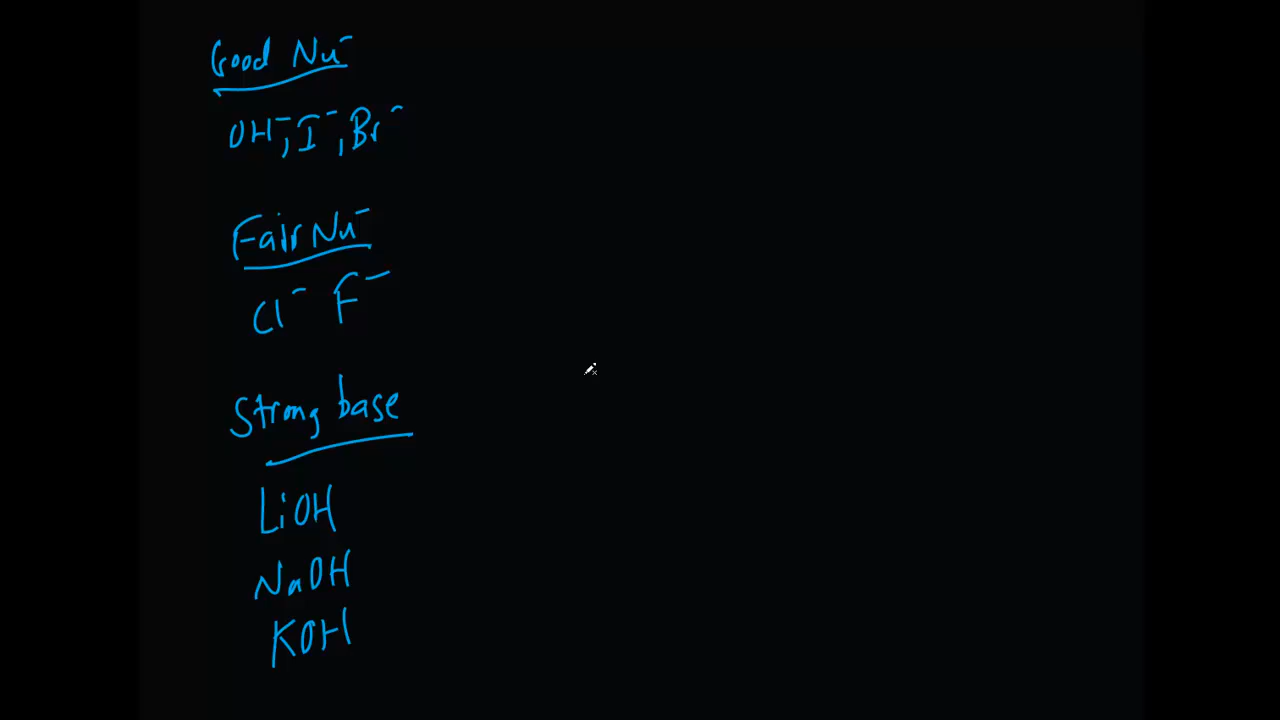 Good Nu⁻
OH⁻, I⁻, Br⁻
Fair Nu⁻
Cl⁻ F⁻
Strong base
LiOH
NaOH
KOH